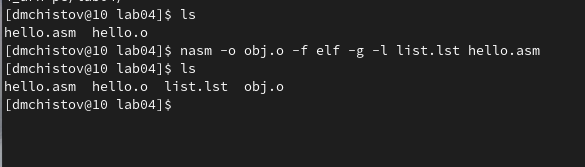 [dmchistov@10 lab04]$ ls
hello.asm  hello.o
[dmchistov@10 lab04]$ nasm -o obj.o -f elf -g -l list.lst hello.asm
[dmchistov@10 lab04]$ ls
hello.asm  hello.o  list.lst  obj.o
[dmchistov@10 lab04]$